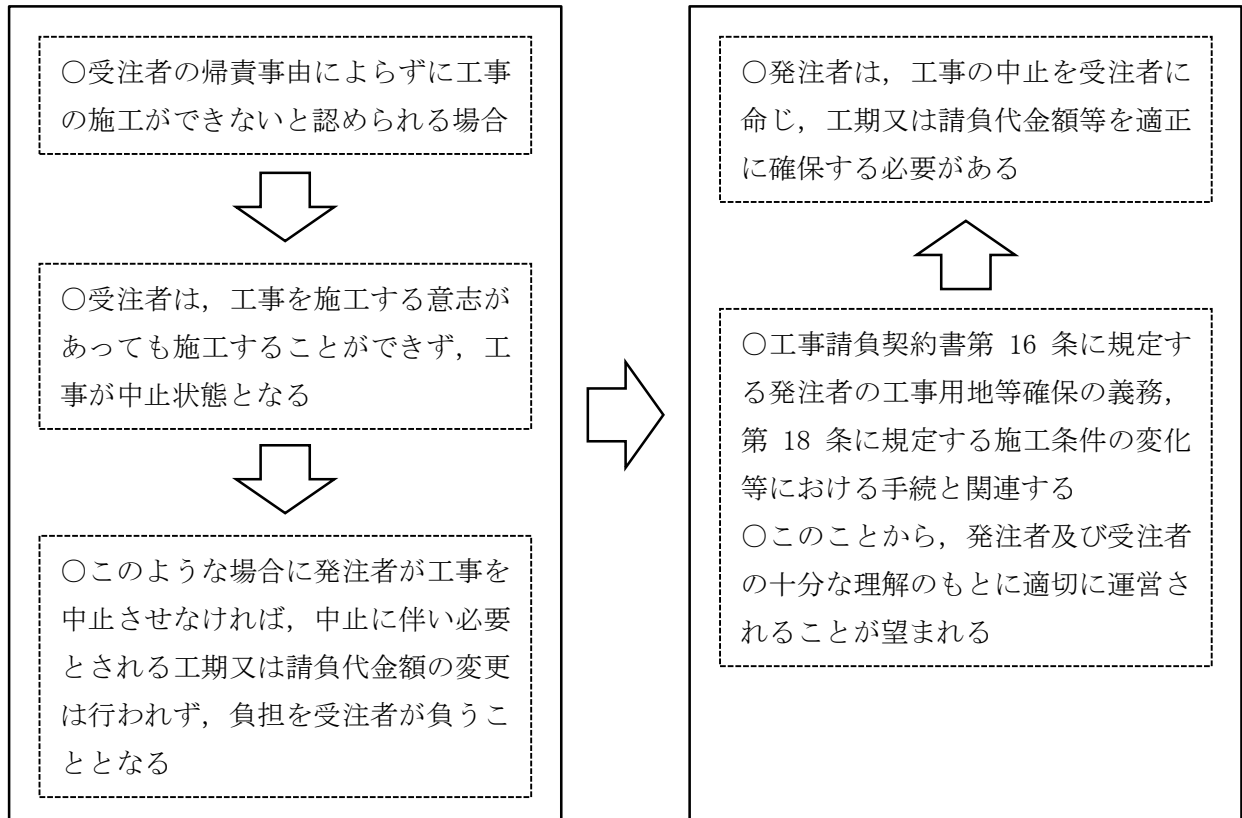 ○受注者の帰責事由によらずに工事
の施工ができないと認められる場合
○受注者は，工事を施工する意志が
あっても施工することができず，工
事が中止状態となる
○このような場合に発注者が工事を
中止させなければ，中止に伴い必要
とされる工期又は請負代金額の変更
は行われず，負担を受注者が負うこ
ととなる
○発注者は，工事の中止を受注者に
命じ，工期又は請負代金額等を適正
に確保する必要がある
○工事請負契約書第 16 条に規定す
る発注者の工事用地等確保の義務，
第 18 条に規定する施工条件の変化
等における手続と関連する
○このことから，発注者及び受注者
の十分な理解のもとに適切に運営さ
れることが望まれる